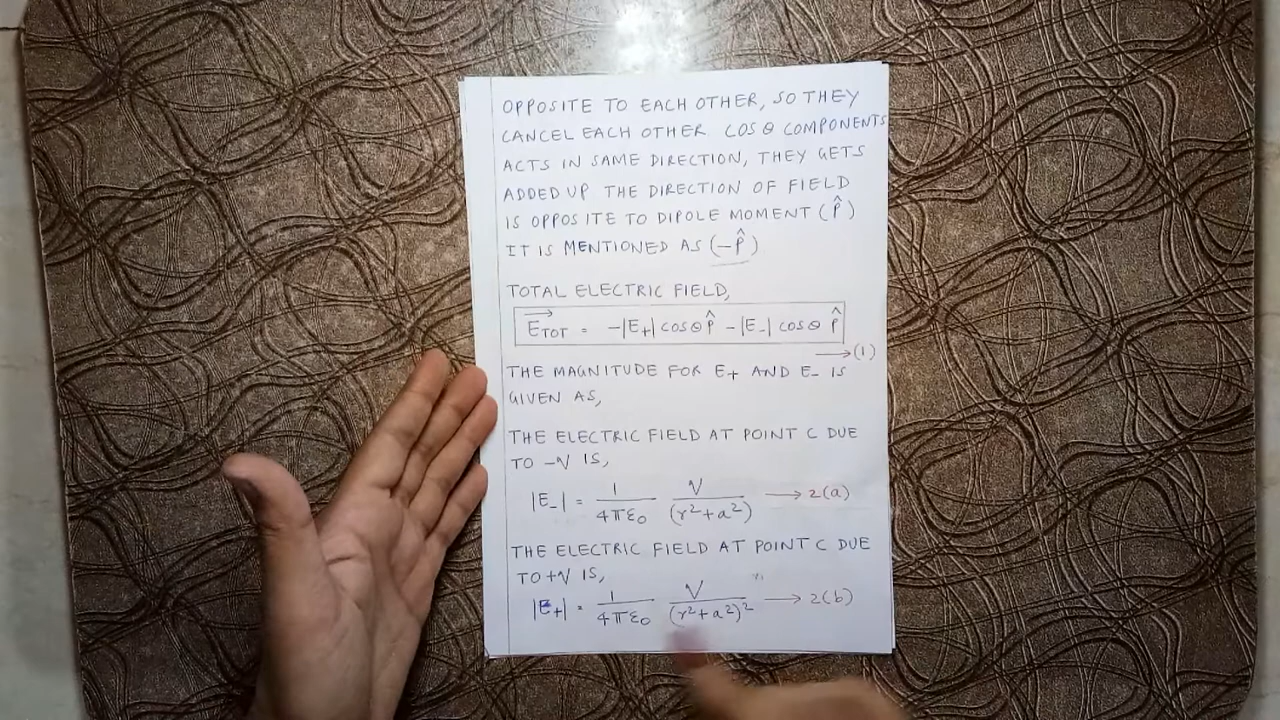 OPPOSITE TO EACH OTHER, SO THEY
CANCEL EACH OTHER COS θ COMPONENTS
ACTS IN SAME DIRECTION, THEY GETS
ADDED UP THE DIRECTION OF FIELD
IS OPPOSITE TO DIPOLE MOMENT (p̂)
IT IS MENTIONED AS (-p̂)
TOTAL ELECTRIC FIELD,
E⃗TOT = -|E+| cosθ p̂ - |E-| cosθ p̂
→ (1)
THE MAGNITUDE FOR E+ AND E- IS
GIVEN AS,
THE ELECTRIC FIELD AT POINT C DUE
TO -q IS,
|E-| = 1/4πε0 q/(r²+a²) → 2(a)
THE ELECTRIC FIELD AT POINT C DUE
TO +q IS,
|E+| = 1/4πε0 q/(r²+a²)² → 2(b)